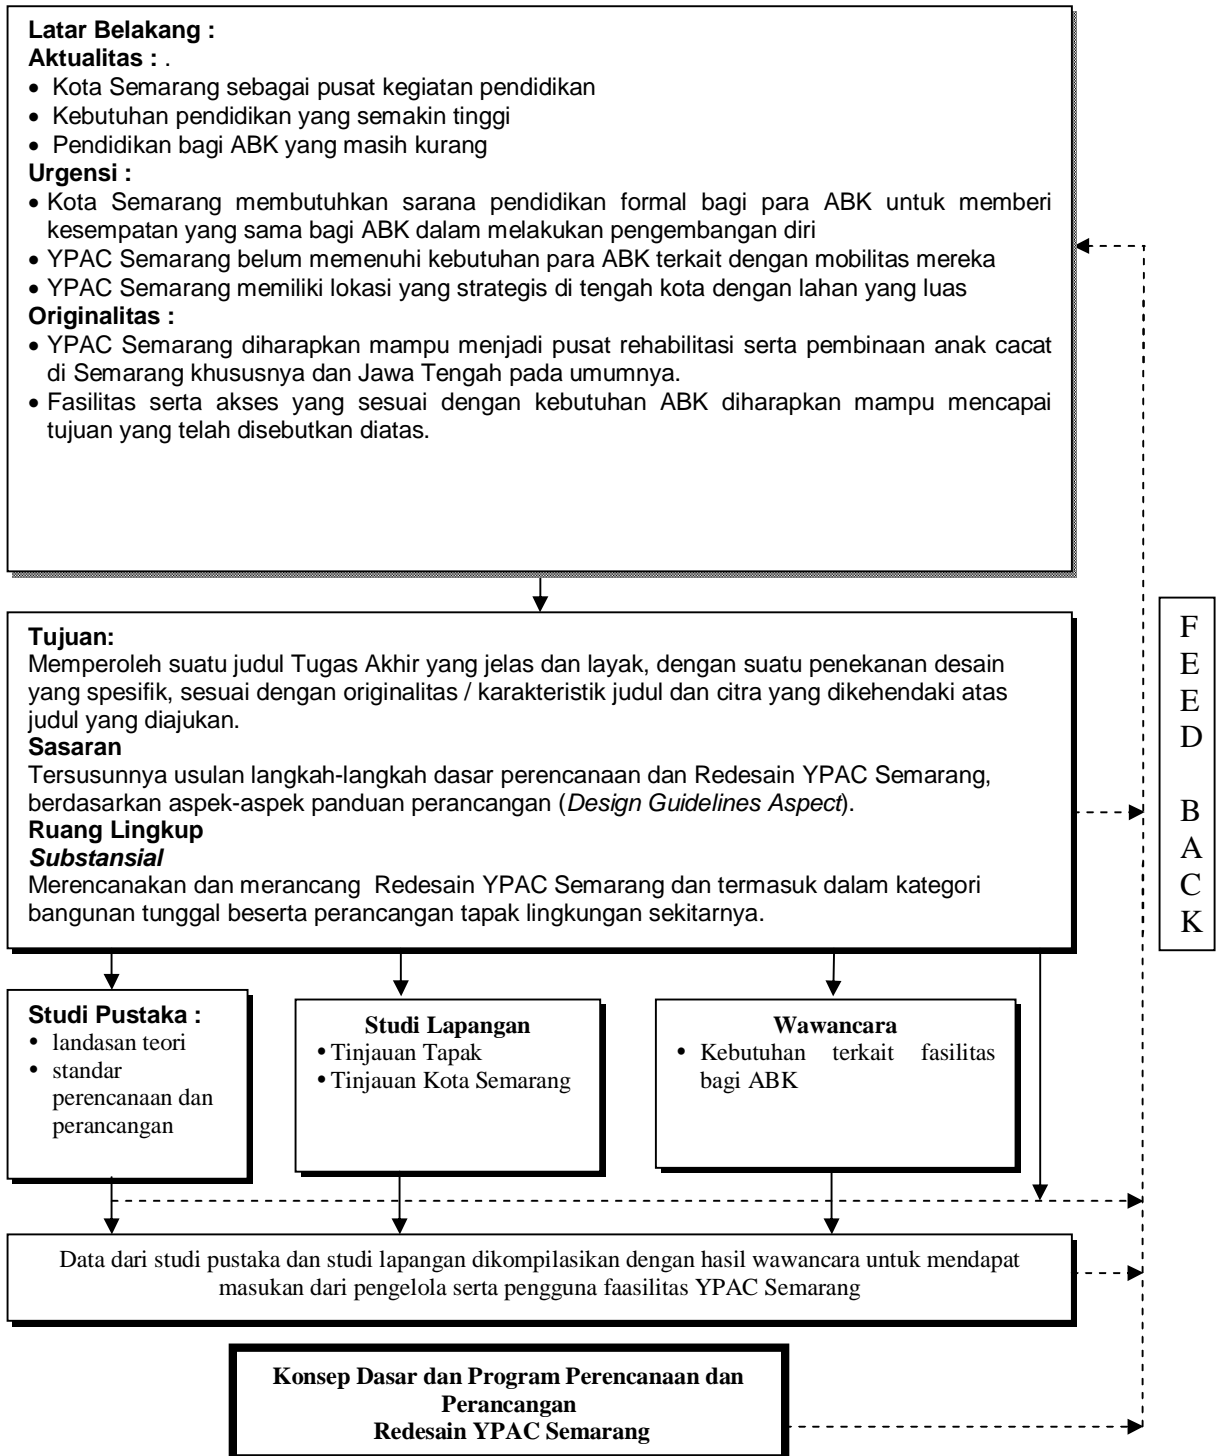 Latar Belakang :
Aktualitas : .
• Kota Semarang sebagai pusat kegiatan pendidikan
• Kebutuhan pendidikan yang semakin tinggi
• Pendidikan bagi ABK yang masih kurang
Urgensi :
• Kota Semarang membutuhkan sarana pendidikan formal bagi para ABK untuk memberi
kesempatan yang sama bagi ABK dalam melakukan pengembangan diri
• YPAC Semarang belum memenuhi kebutuhan para ABK terkait dengan mobilitas mereka
• YPAC Semarang memiliki lokasi yang strategis di tengah kota dengan lahan yang luas
Originalitas :
• YPAC Semarang diharapkan mampu menjadi pusat rehabilitasi serta pembinaan anak cacat
di Semarang khususnya dan Jawa Tengah pada umumnya.
• Fasilitas serta akses yang sesuai dengan kebutuhan ABK diharapkan mampu mencapai
tujuan yang telah disebutkan diatas.
Tujuan:
Memperoleh suatu judul Tugas Akhir yang jelas dan layak, dengan suatu penekanan desain
yang spesifik, sesuai dengan originalitas / karakteristik judul dan citra yang dikehendaki atas
judul yang diajukan.
Sasaran
Tersusunnya usulan langkah-langkah dasar perencanaan dan Redesain YPAC Semarang,
berdasarkan aspek-aspek panduan perancangan (Design Guidelines Aspect).
Ruang Lingkup
Substansial
Merencanakan dan merancang Redesain YPAC Semarang dan termasuk dalam kategori
bangunan tunggal beserta perancangan tapak lingkungan sekitarnya.
F
E
E
D
B
A
C
K
Studi Pustaka :
• landasan teori
• standar
perencanaan dan
perancangan
Studi Lapangan
• Tinjauan Tapak
• Tinjauan Kota Semarang
Wawancara
• Kebutuhan terkait fasilitas
bagi ABK
Data dari studi pustaka dan studi lapangan dikompilasikan dengan hasil wawancara untuk mendapat
masukan dari pengelola serta pengguna faasilitas YPAC Semarang
Konsep Dasar dan Program Perencanaan dan
Perancangan
Redesain YPAC Semarang